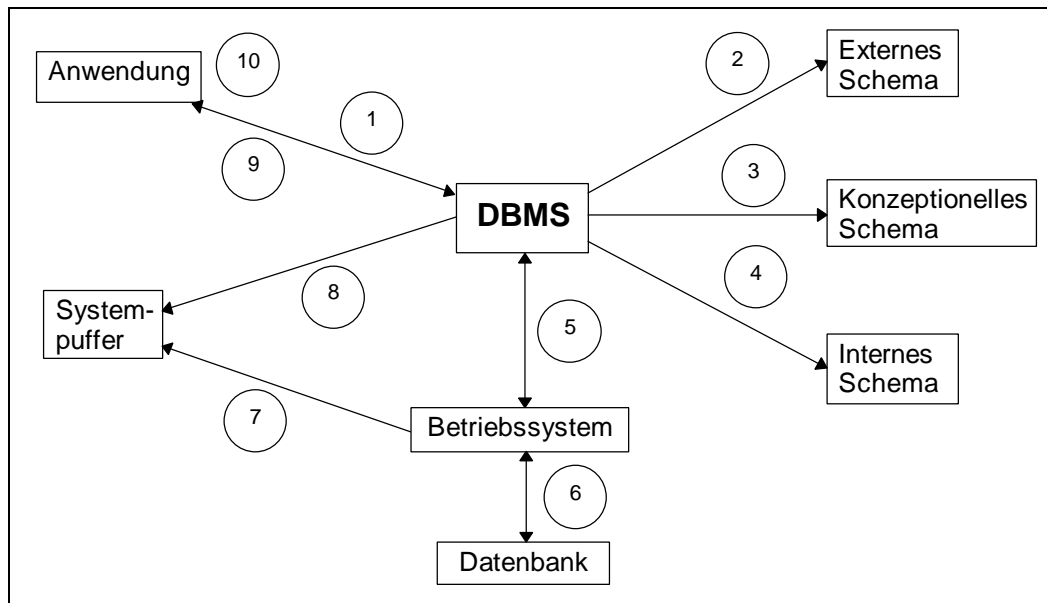 Anwendung
10
1
9
2
Externes
Schema
3
Konzeptionelles
Schema
DBMS
4
Internes
Schema
8
System-
puffer
5
7
Betriebssystem
6
Datenbank